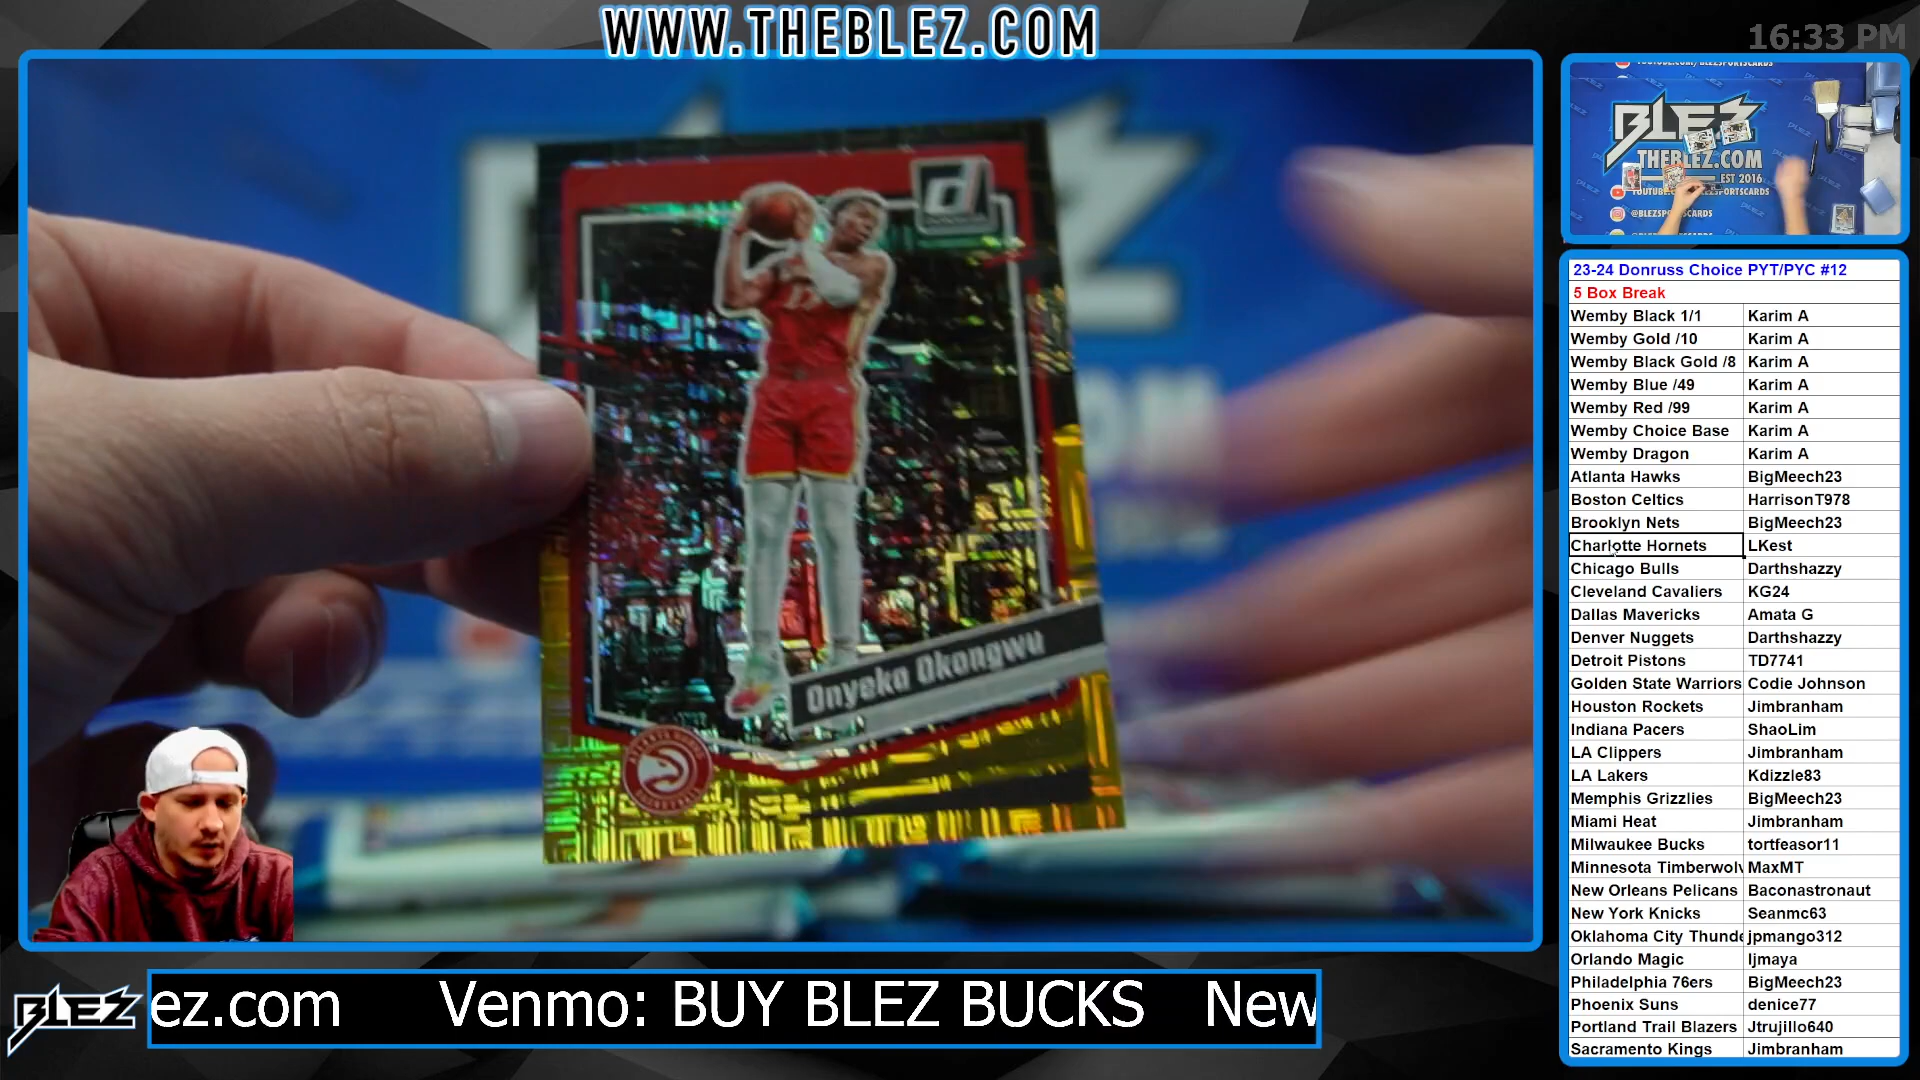 WWW.THEBLEZ.COM
16:33 PM
BLEZ
THEBLEZ.COM
EST 2016
@BLEZSP
CARDS
Onyeka Okongwu
23-24 Donruss Choice PYT/PYC #12
5 Box Break
Wemby Black 1/1 Karim A
Wemby Gold /10 Karim A
Wemby Black Gold /8 Karim A
Wemby Blue /49 Karim A
Wemby Red /99 Karim A
Wemby Choice Base Karim A
Wemby Dragon Karim A
Atlanta Hawks BigMeech23
Boston Celtics HarrisonT978
Brooklyn Nets BigMeech23
Charlotte Hornets LKest
Chicago Bulls Darthshazzy
Cleveland Cavaliers KG24
Dallas Mavericks Amata G
Denver Nuggets Darthshazzy
Detroit Pistons TD7741
Golden State Warriors Codie Johnson
Houston Rockets Jimbranham
Indiana Pacers ShaoLim
LA Clippers Jimbranham
LA Lakers Kdizzle83
Memphis Grizzlies BigMeech23
Miami Heat Jimbranham
Milwaukee Bucks tortfeasor11
Minnesota Timberwolv MaxMT
New Orleans Pelicans Baconastronaut
New York Knicks Seanmc63
Oklahoma City Thunde jpmango312
Orlando Magic ljmaya
Philadelphia 76ers BigMeech23
Phoenix Suns denice77
Portland Trail Blazers Jtrujillo640
Sacramento Kings Jimbranham
BLEZ
ez.com Venmo: BUY BLEZ BUCKS New